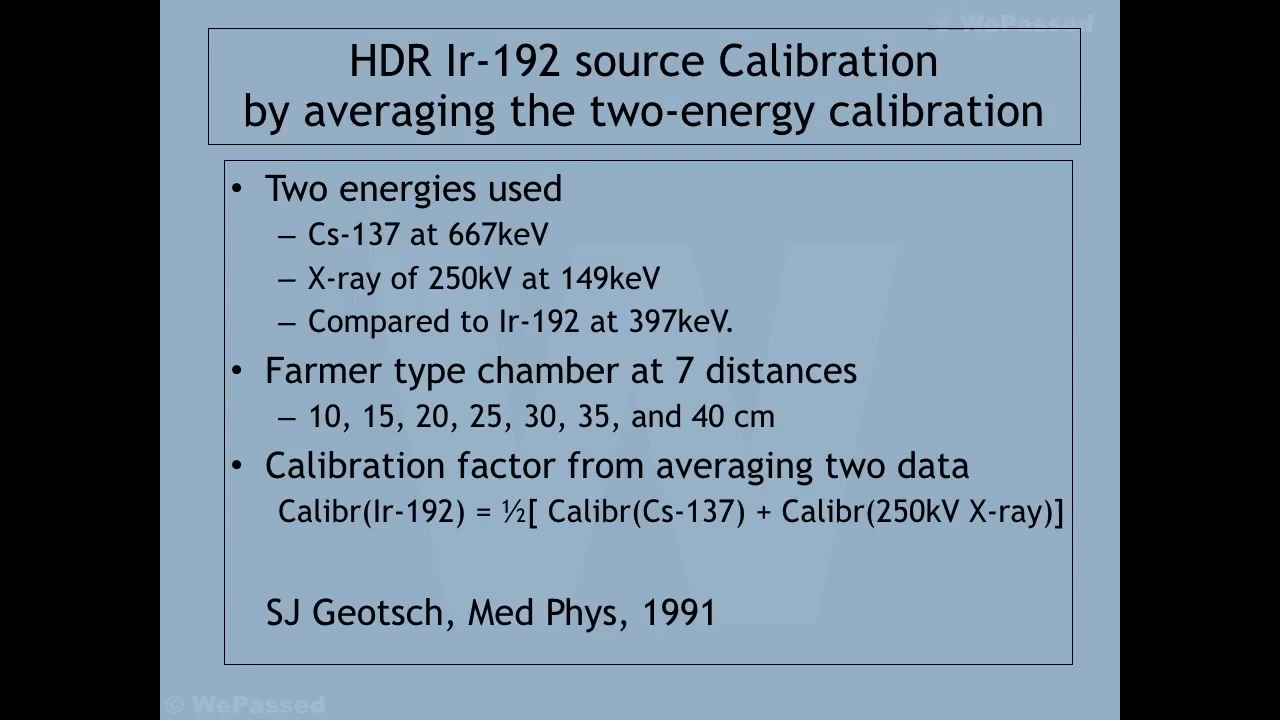 © WePassed
HDR Ir-192 source Calibration
by averaging the two-energy calibration
• Two energies used
– Cs-137 at 667keV
– X-ray of 250kV at 149keV
– Compared to Ir-192 at 397keV.
• Farmer type chamber at 7 distances
– 10, 15, 20, 25, 30, 35, and 40 cm
• Calibration factor from averaging two data
Calibr(Ir-192) = ½[ Calibr(Cs-137) + Calibr(250kV X-ray)]
SJ Geotsch, Med Phys, 1991
© WePassed